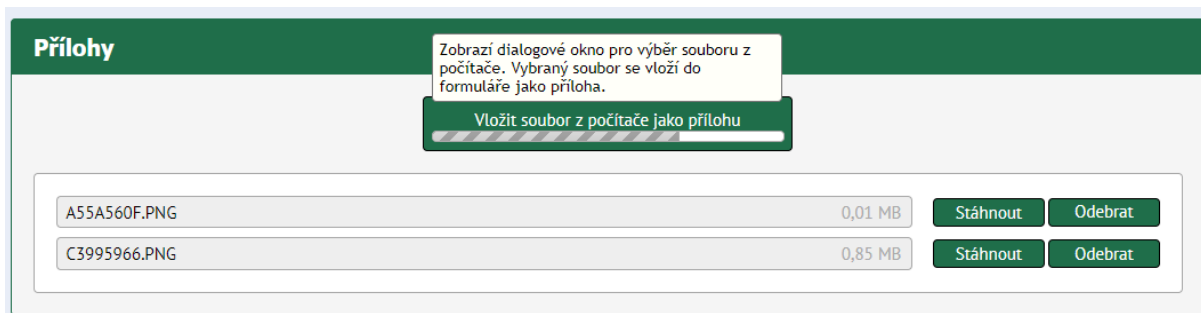 Přílohy
Zobrazí dialogové okno pro výběr souboru z
počítače. Vybraný soubor se vloží do
formuláře jako příloha.
Vložit soubor z počítače jako přílohu
A55A560F.PNG 0,01 MB Stáhnout Odebrat
C3995966.PNG 0,85 MB Stáhnout Odebrat